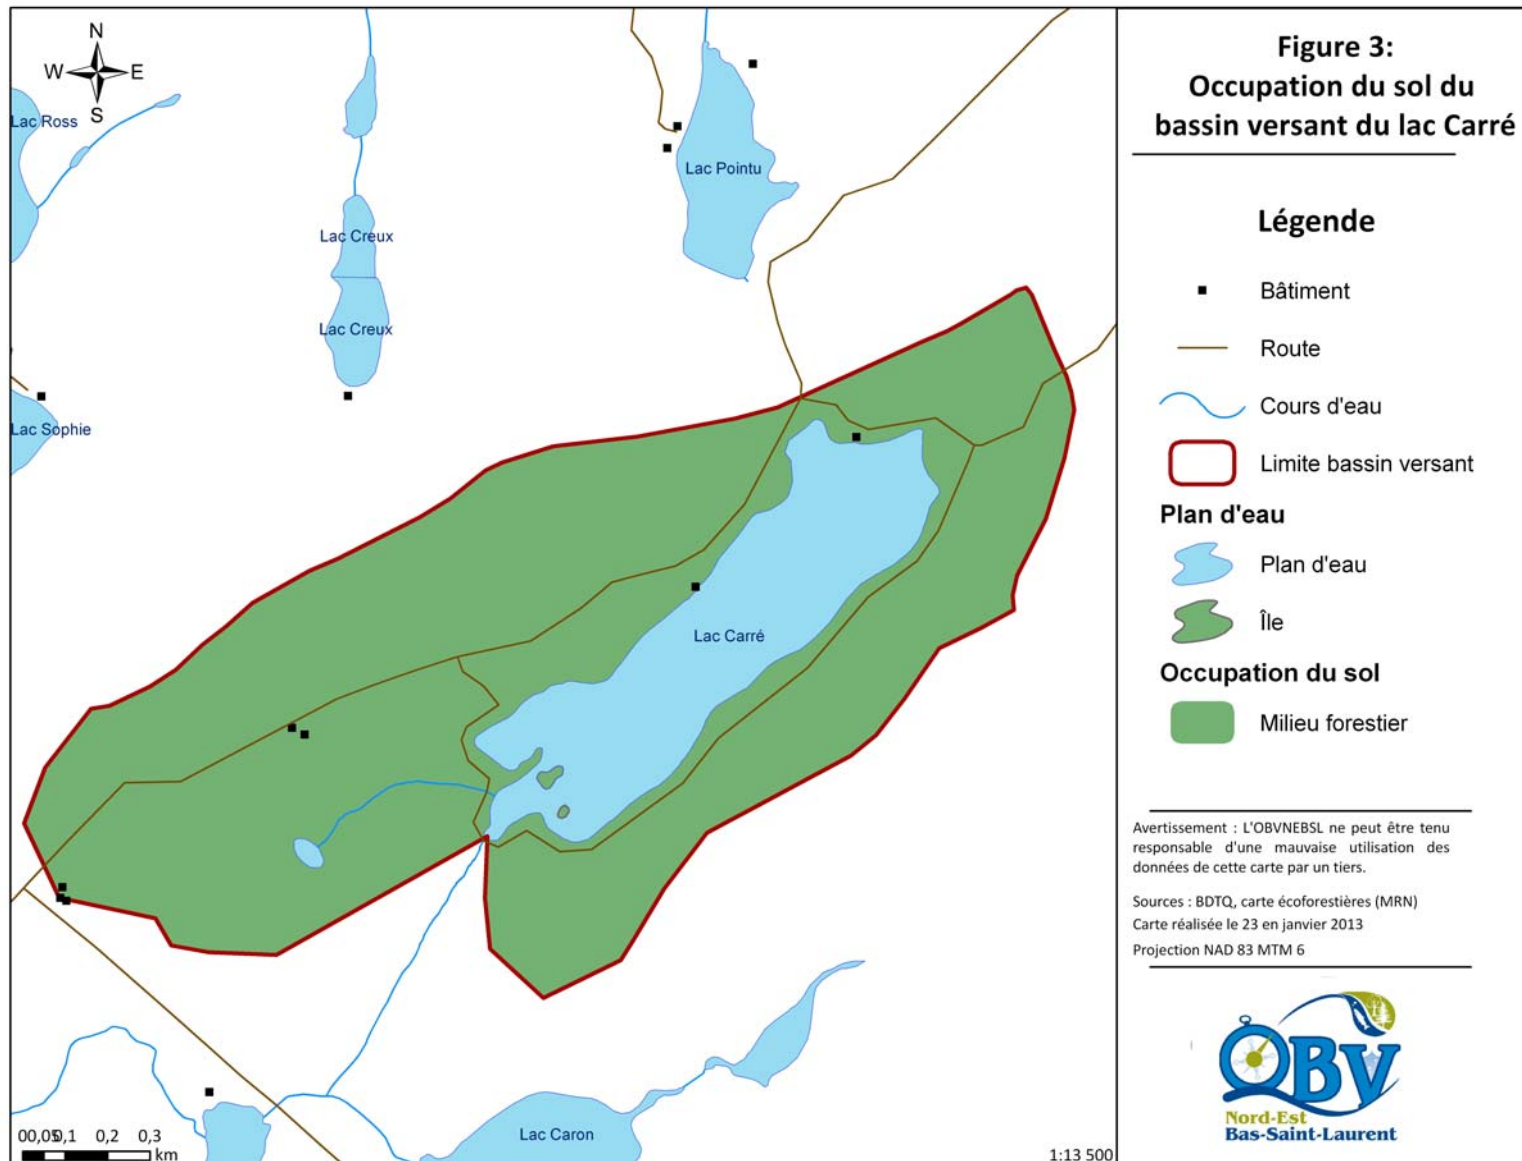 N
W E
S
Lac Ross
Lac Pointu
Lac Creux
Lac Creux
Lac Sophie
Lac Carré
Lac Caron
00,050,1 0,2 0,3
km
1:13 500
Figure 3:
Occupation du sol du
bassin versant du lac Carré
Légende
Bâtiment
Route
Cours d'eau
Limite bassin versant
Plan d'eau
Plan d'eau
Île
Occupation du sol
Milieu forestier
Avertissement : L'OBVNEBSL ne peut être tenu
responsable d'une mauvaise utilisation des
données de cette carte par un tiers.
Sources : BDTQ, carte écoforestières (MRN)
Carte réalisée le 23 en janvier 2013
Projection NAD 83 MTM 6
OBV
Nord-Est
Bas-Saint-Laurent